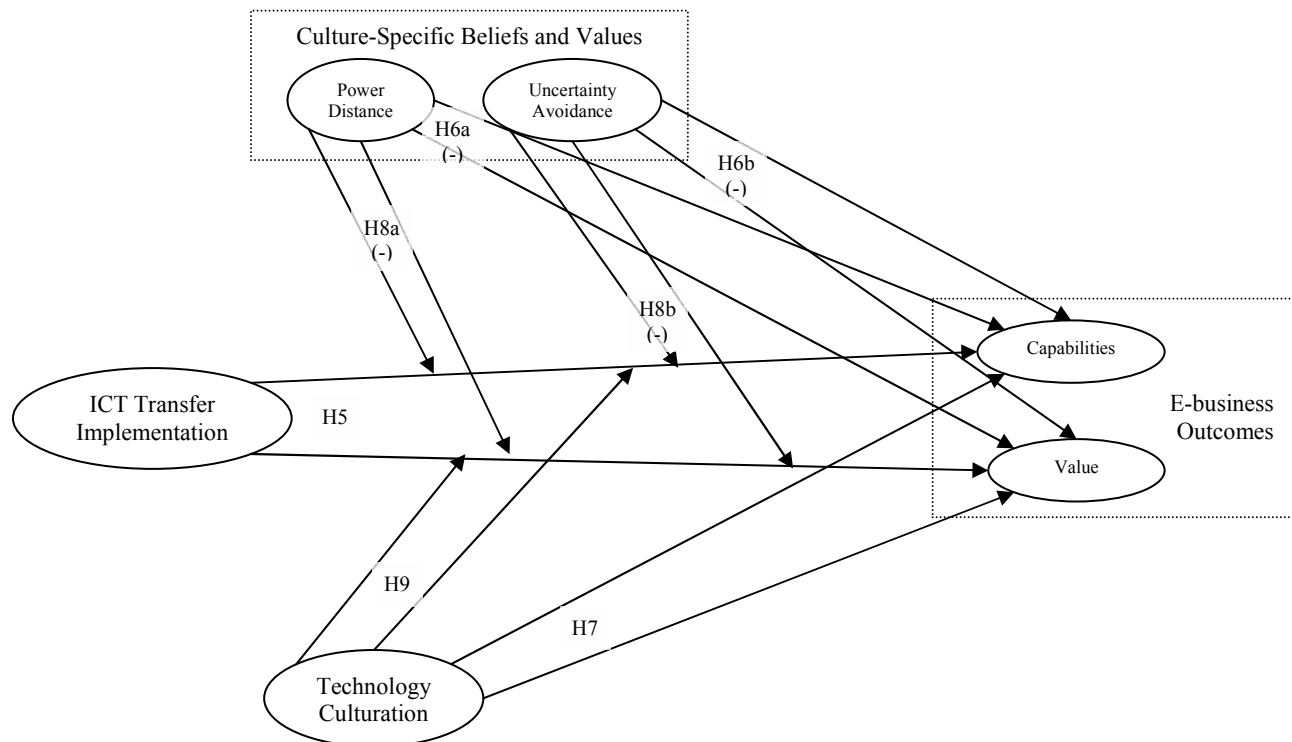 Culture-Specific Beliefs and Values
Power
Distance
Uncertainty
Avoidance
H6a
(-)
H6b
(-)
H8a
(-)
H8b
(-)
Capabilities
ICT Transfer
Implementation
H5
E-business
Outcomes
Value
H9
H7
Technology
Culturation